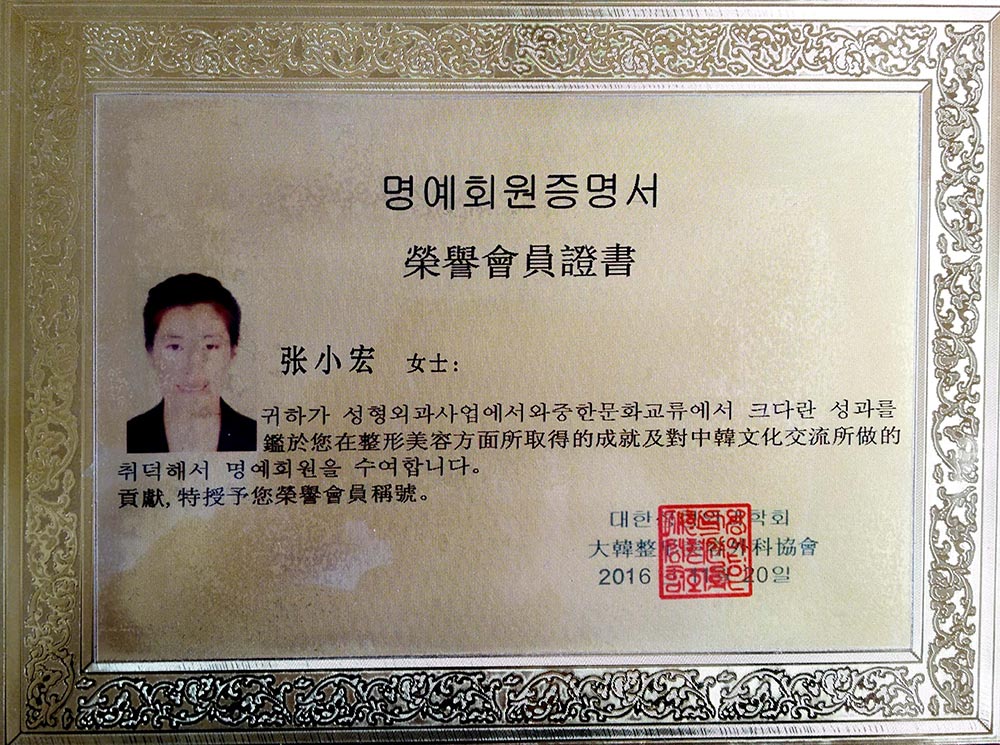 명예회원증명서
榮譽會員證書
张小宏 女士：
귀하가 성형외과사업에서와중한문화교류에서 크다란 성과를
鑑於您在整形美容方面所取得的成就及對中韓文化交流所做的
취덕해서 명예회원을 수여합니다。
貢獻,特授予您榮譽會員稱號。
대한 학회
大韓整 外科協會
2016 20일